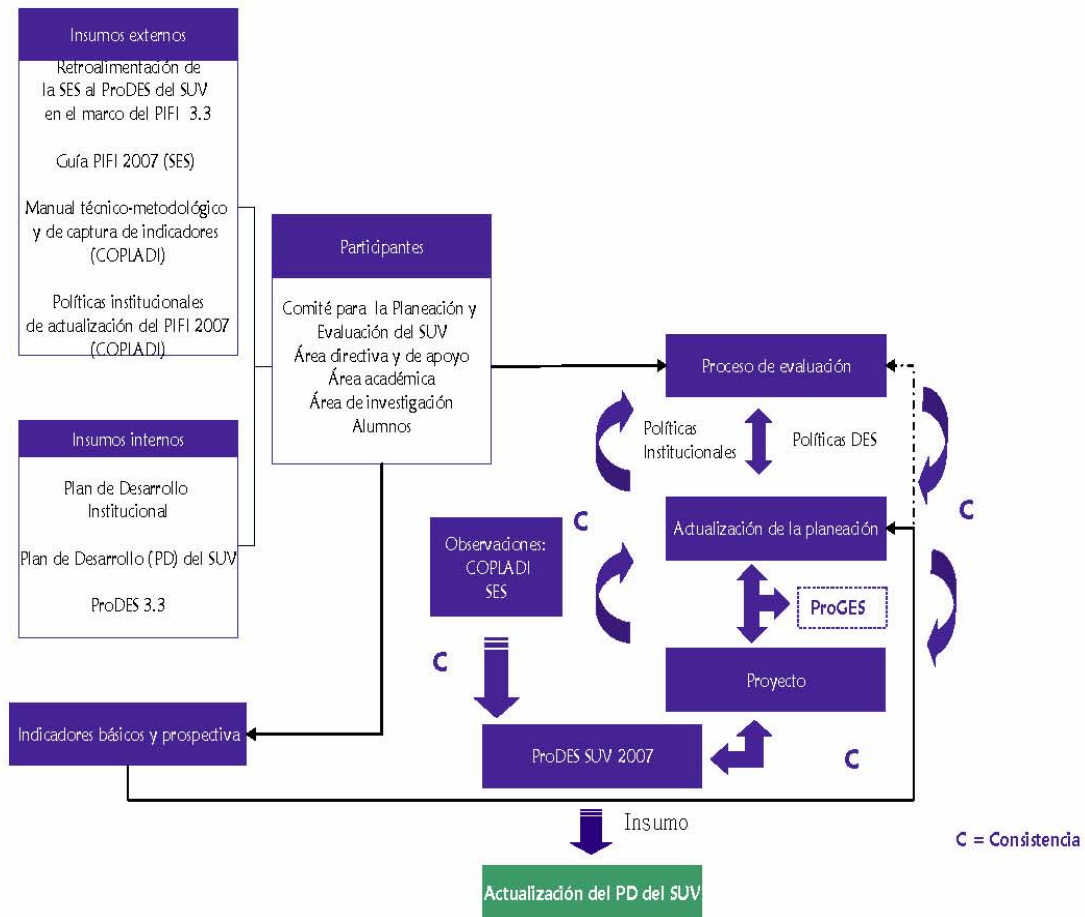 Insumos externos
Retroalimentación de
la SES al ProDES del SUV
en el marco del PIFI 3.3
Guía PIFI 2007 (SES)
Manual técnico-metodológico
y de captura de indicadores
(COPLADI)
Políticas institucionales
de actualización del PIFI 2007
(COPLADI)
Insumos internos
Plan de Desarrollo
Institucional
Plan de Desarrollo (PD) del SUV
ProDES 3.3
Participantes
Comité para la Planeación y
Evaluación del SUV
Área directiva y de apoyo
Área académica
Área de investigación
Alumnos
Indicadores básicos y prospectiva
Proceso de evaluación
Políticas
Institucionales
Políticas DES
C
C
Actualización de la planeación
Observaciones:
COPLADI
SES
ProGES
C
Proyecto
ProDES SUV 2007
C
Insumo
C = Consistencia
Actualización del PD del SUV